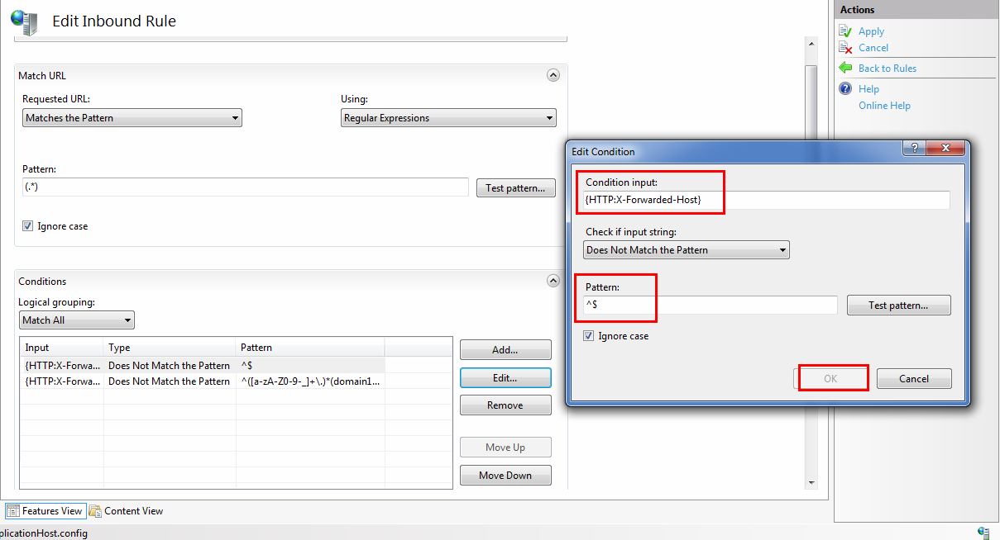 Edit Inbound Rule
Match URL
Requested URL:
Using:
Matches the Pattern
Regular Expressions
Pattern:
(.*)
Test pattern...
Ignore case
Conditions
Logical grouping:
Match All
Input Type Pattern
{HTTP:X-Forwa... Does Not Match the Pattern ^$
{HTTP:X-Forwa... Does Not Match the Pattern ^([a-zA-Z0-9-_]+\.)*(domain1...
Add...
Edit...
Remove
Move Up
Move Down
Edit Condition
?
Condition input:
{HTTP:X-Forwarded-Host}
Check if input string:
Does Not Match the Pattern
Pattern:
^$
Test pattern...
Ignore case
OK
Cancel
Actions
Apply
Cancel
Back to Rules
?
Help
Online Help
Features View
Content View
plicationHost.config